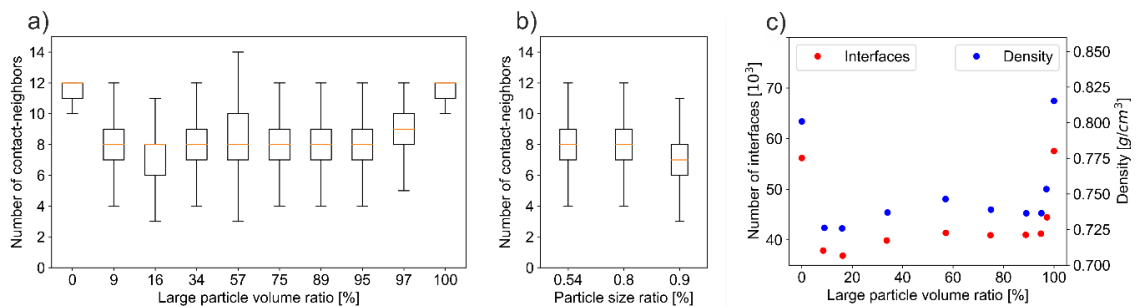 a)
Number of contact-neighbors
14
12
10
8
6
4
2
0
0 9 16 34 57 75 89 95 97 100
Large particle volume ratio [%]
b)
Number of contact-neighbors
14
12
10
8
6
4
2
0
0.54 0.8 0.9
Particle size ratio [%]
c)
Interfaces
Density
Number of interfaces [10³]
70
60
50
40
0 20 40 60 80 100
Large particle volume ratio [%]
0.850
0.825
0.800
0.775
0.750
0.725
0.700
Density [g/cm³]